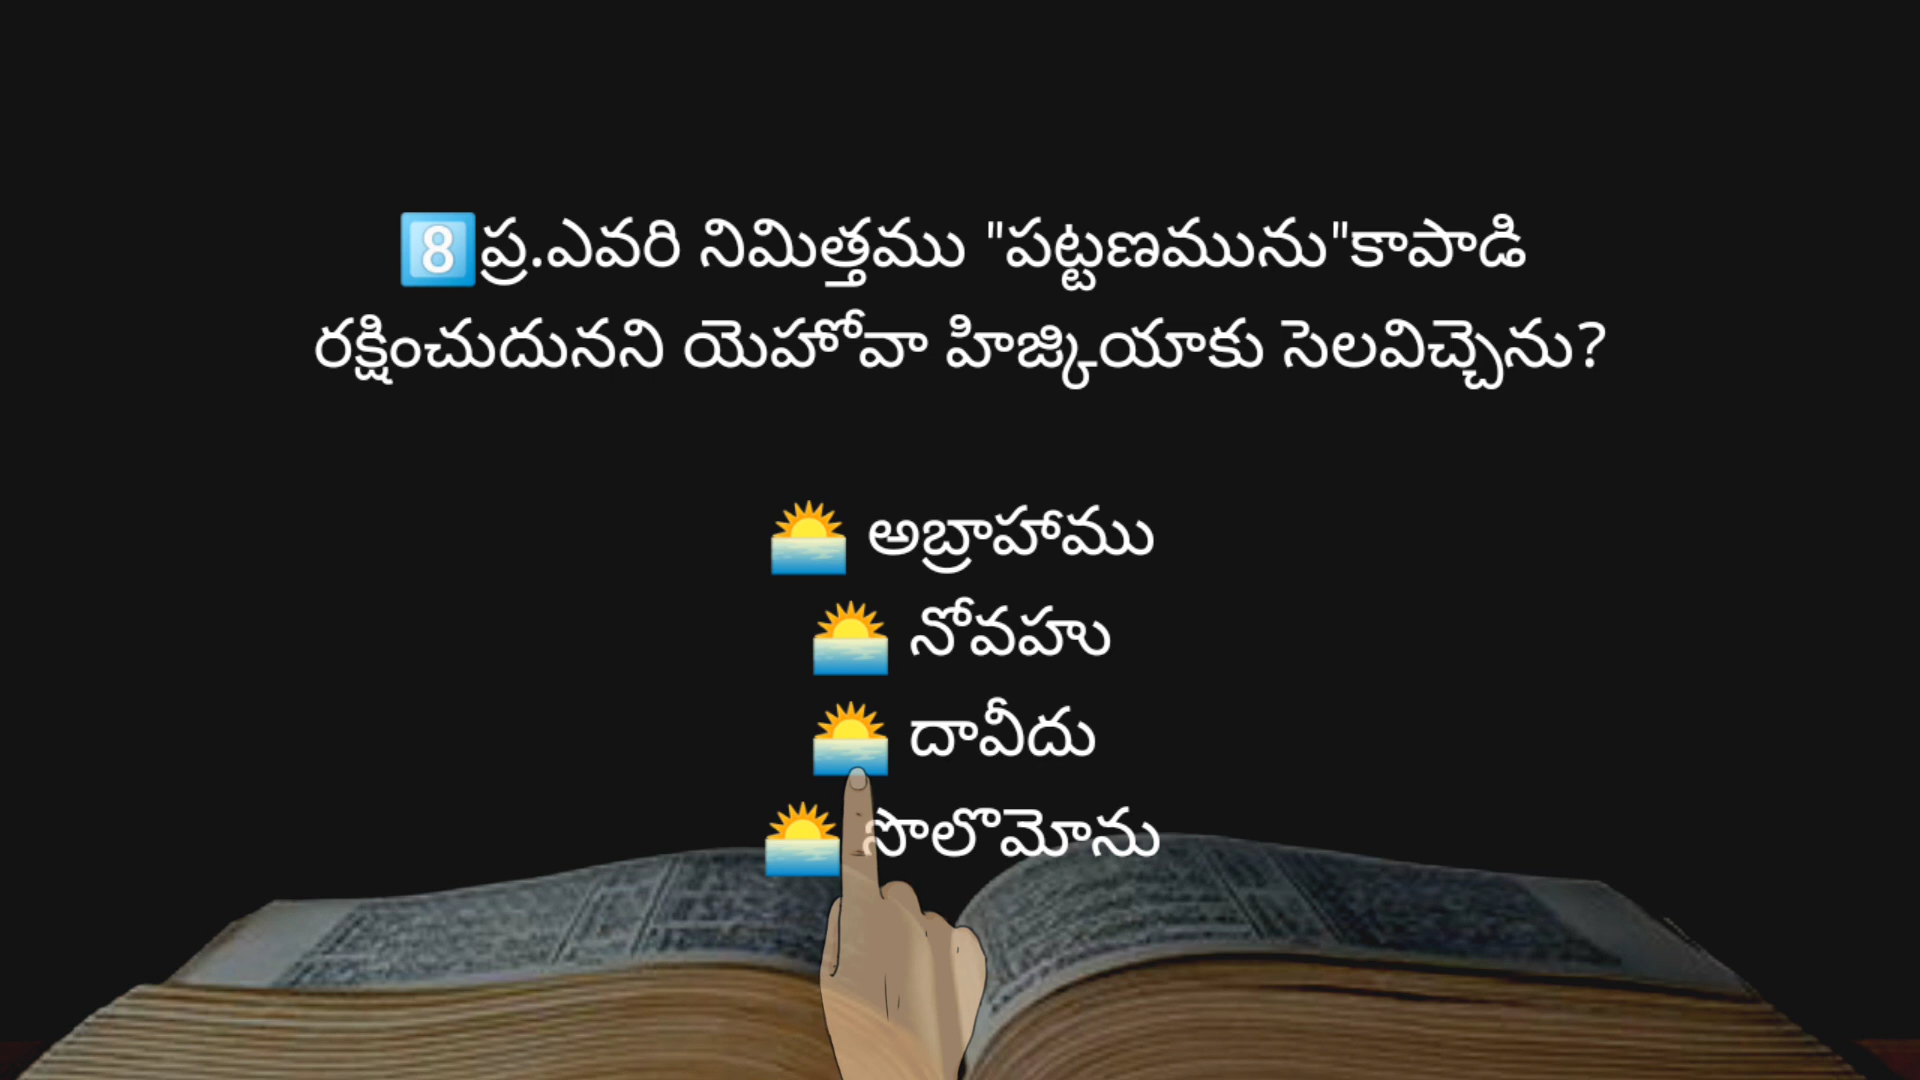 8️⃣ప్ర.ఎవరి నిమిత్తము "పట్టణమును"కాపాడి
రక్షించుదునని యెహోవా హిజ్కియాకు సెలవిచ్చెను?
🌅 అబ్రాహాము
🌅 నోవహు
🌅 దావీదు
🌅 సొలొమోను